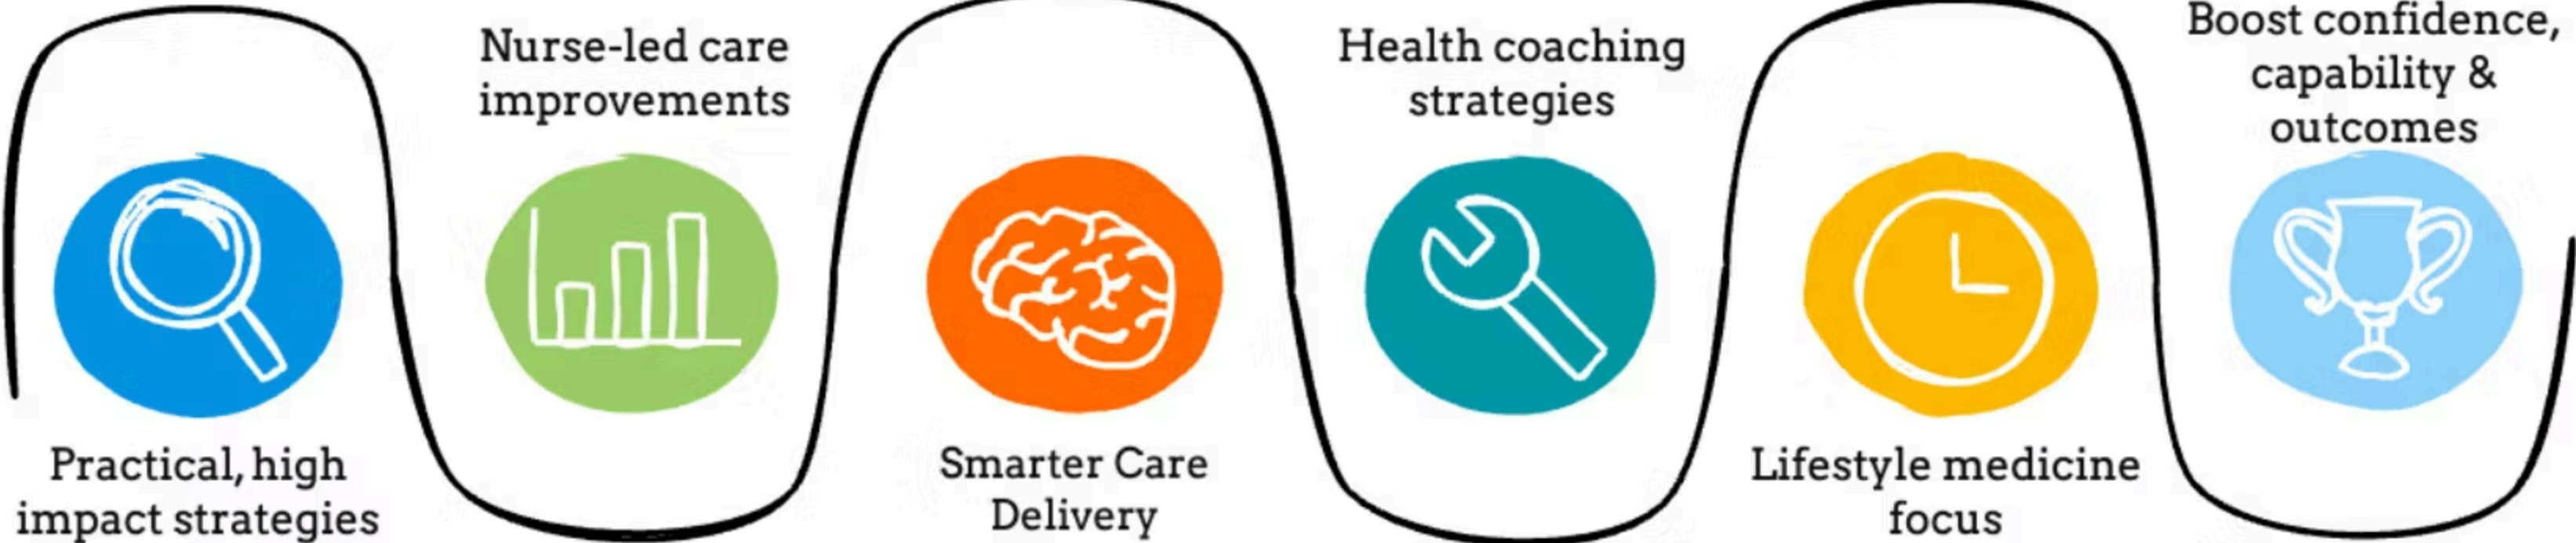 Practical, high
impact strategies
Nurse-led care
improvements
Smarter Care
Delivery
Health coaching
strategies
Lifestyle medicine
focus
Boost confidence,
capability &
outcomes